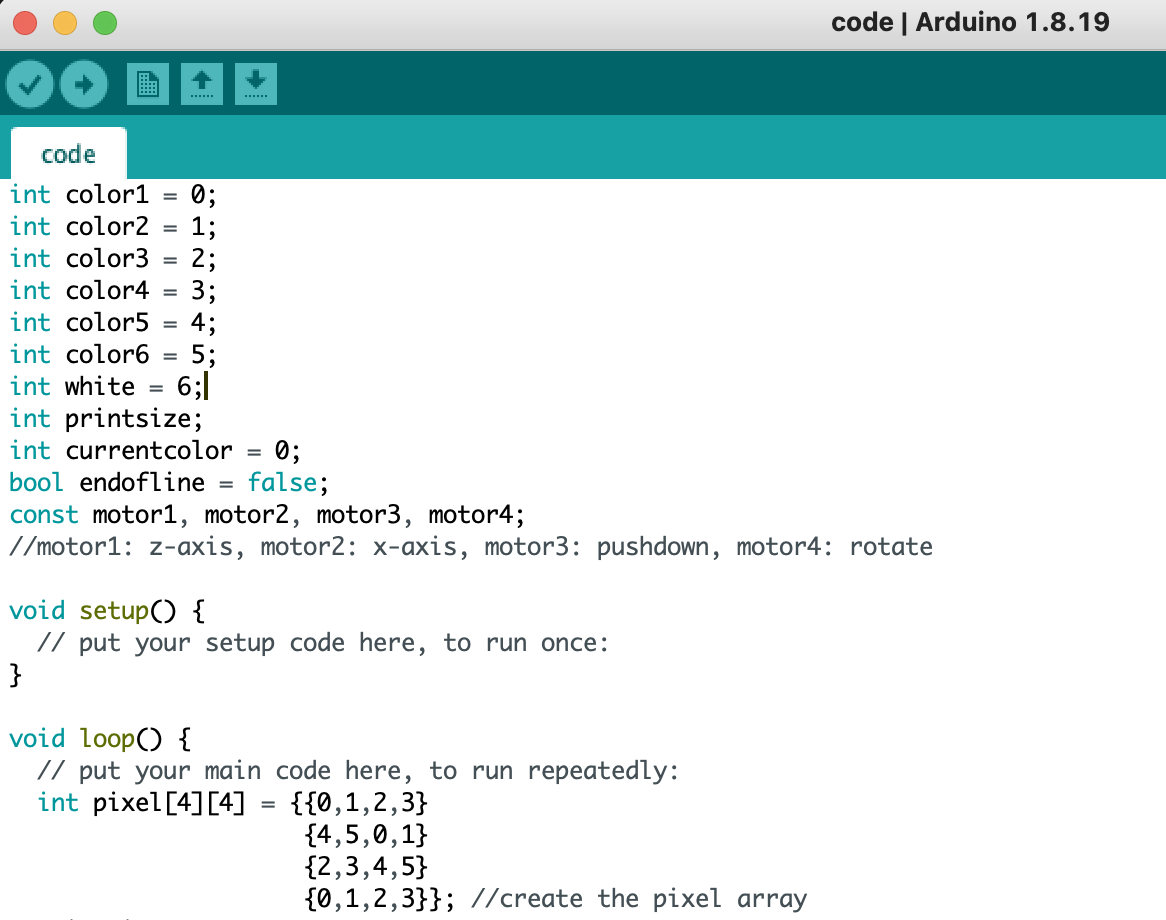 code | Arduino 1.8.19
code
int color1 = 0;
int color2 = 1;
int color3 = 2;
int color4 = 3;
int color5 = 4;
int color6 = 5;
int white = 6;
int printsize;
int currentcolor = 0;
bool endofline = false;
const motor1, motor2, motor3, motor4;
//motor1: z-axis, motor2: x-axis, motor3: pushdown, motor4: rotate
void setup() {
  // put your setup code here, to run once:
}
void loop() {
  // put your main code here, to run repeatedly:
  int pixel[4][4] = {{0,1,2,3}
                     {4,5,0,1}
                     {2,3,4,5}
                     {0,1,2,3}}; //create the pixel array